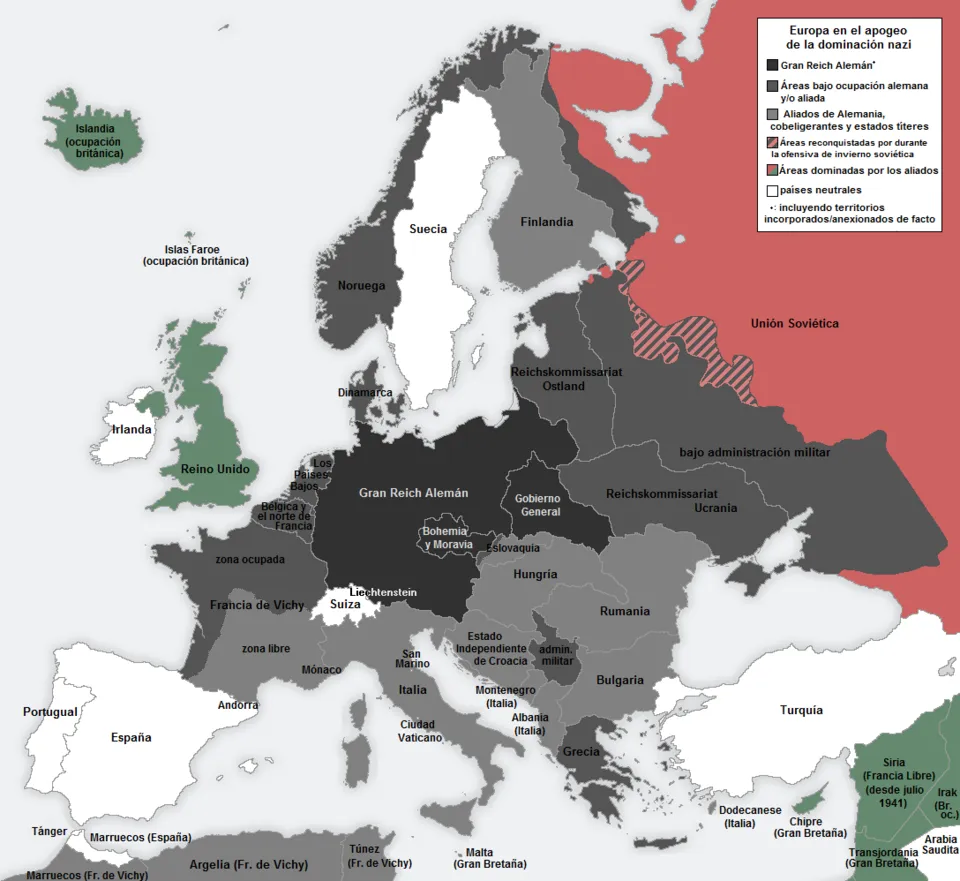 Europa en el apogeo
de la dominación nazi
Gran Reich Alemán•
Áreas bajo ocupación alemana
y/o aliada
Aliados de Alemania,
cobeligerantes y estados títeres
Áreas reconquistadas por durante
la ofensiva de invierno soviética
Áreas dominadas por los aliados
países neutrales
•: incluyendo territorios
incorporados/anexionados de facto
Islandia
(ocupación
británica)
Islas Faroe
(ocupación británica)
Suecia
Finlandia
Noruega
Unión Soviética
Reichskommissariat
Ostland
Dinamarca
Irlanda
Reino Unido
Los
Países
Bajos
bajo administración militar
Gran Reich Alemán
Gobierno
General
Reichskommissariat
Ucrania
Bélgica y
el norte de
Francia
Bohemia
y Moravia
Eslovaquia
zona ocupada
Hungría
Liechtenstein
Suiza
Francia de Vichy
Rumania
zona libre
Estado
Independiente
de Croacia
admin.
militar
San
Marino
Mónaco
Italia
Montenegro
(Italia)
Bulgaria
Andorra
Portugual
España
Ciudad
Vaticano
Albania
(Italia)
Turquía
Grecia
Siria
(Francia Libre)
(desde julio
1941)
Irak
(Br.
oc.)
Dodecanese
(Italia)
Chipre
(Gran Bretaña)
Tánger
Marruecos (España)
Marruecos (Fr. de Vichy)
Argelia (Fr. de Vichy)
Túnez
(Fr. de Vichy)
Malta
(Gran Bretaña)
Transjordania
(Gran Bretaña)
Arabia
Saudita